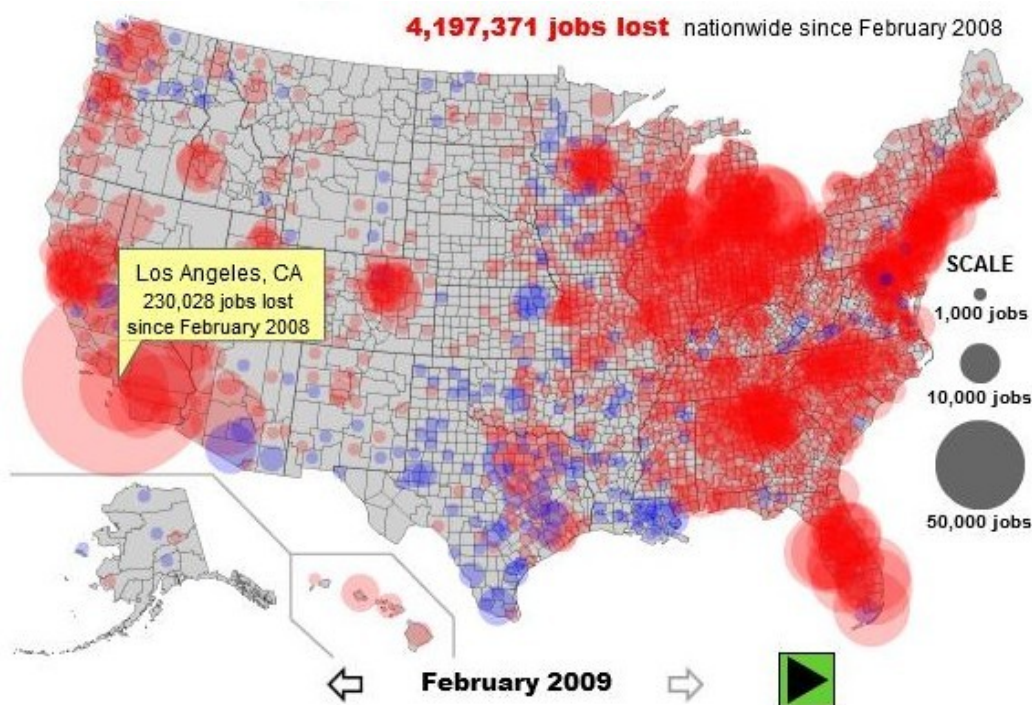 4,197,371 jobs lost nationwide since February 2008
Los Angeles, CA
230,028 jobs lost
since February 2008
SCALE
1,000 jobs
10,000 jobs
50,000 jobs
February 2009